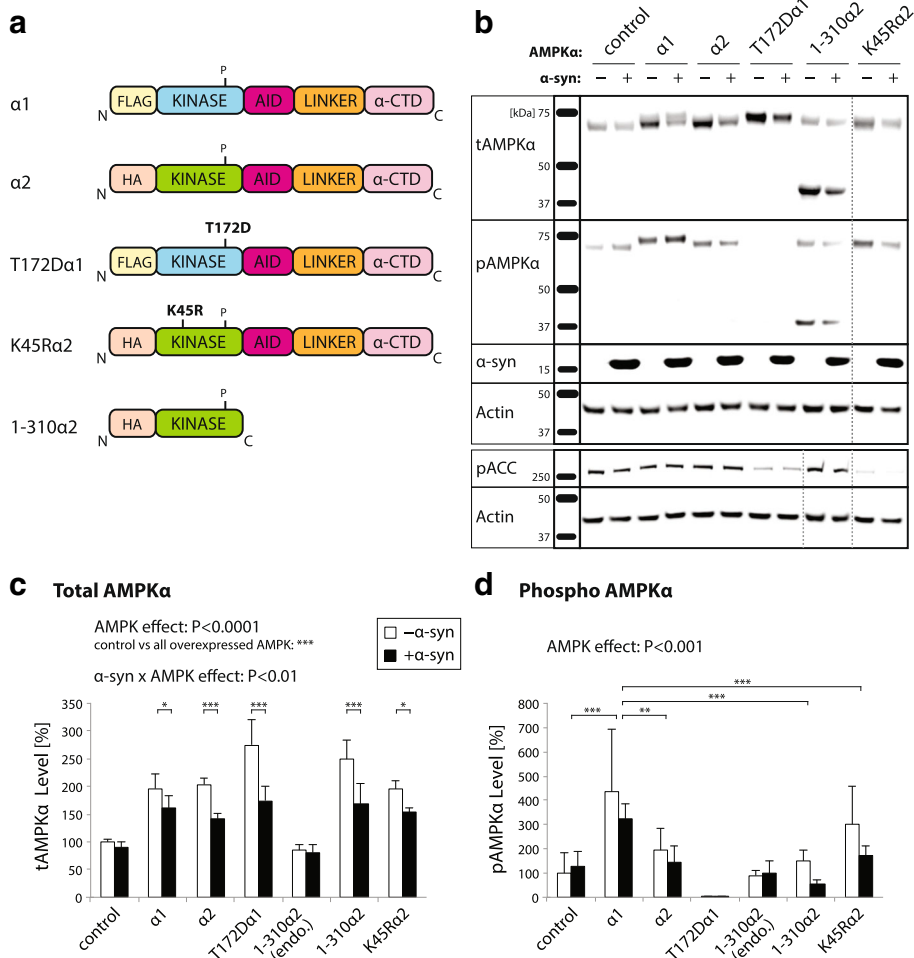 a
P
α1
FLAG KINASE AID LINKER α-CTD
N C
P
α2
HA KINASE AID LINKER α-CTD
N C
T172D
T172Dα1
FLAG KINASE AID LINKER α-CTD
N C
K45R P
K45Rα2
HA KINASE AID LINKER α-CTD
N C
P
1-310α2
HA KINASE
N C
b
AMPKα: control α1 α2 T172Dα1 1-310α2 K45Rα2
α-syn: − + − + − + − + − + − +
[kDa] 75
tAMPKα
50
37
75
pAMPKα
50
37
α-syn
15
50
Actin
37
pACC
250
50
Actin
37
c Total AMPKα
AMPK effect: P<0.0001
control vs all overexpressed AMPK: ***
α-syn x AMPK effect: P<0.01
−α-syn
+α-syn
tAMPKα Level [%]
350
300
250
200
150
100
50
0
* *** *** *** *
control α1 α2 T172Dα1 1-310α2 (endo.) 1-310α2 K45Rα2
d Phospho AMPKα
AMPK effect: P<0.001
pAMPKα Level [%]
800
700
600
500
400
300
200
100
0
***
***
*** **
control α1 α2 T172Dα1 1-310α2 (endo.) 1-310α2 K45Rα2